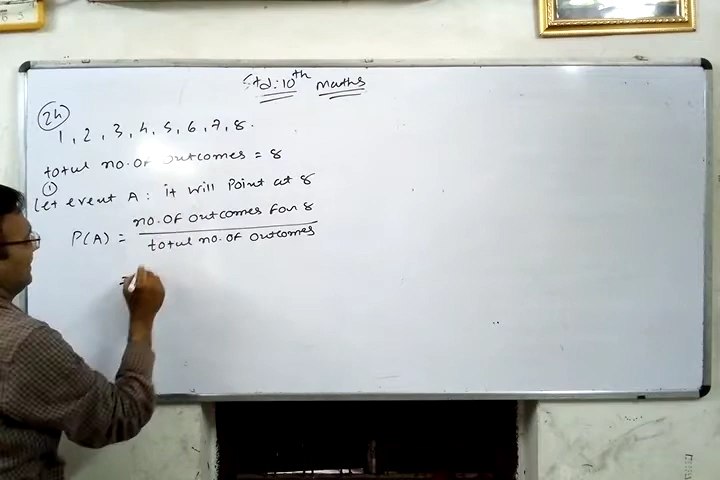 Std: 10th Maths
24
1, 2, 3, 4, 5, 6, 7, 8.
total no. of outcomes = 8
①
Let event A : it will point at 8
P(A) = no. of outcomes for 8
total no. of outcomes
=